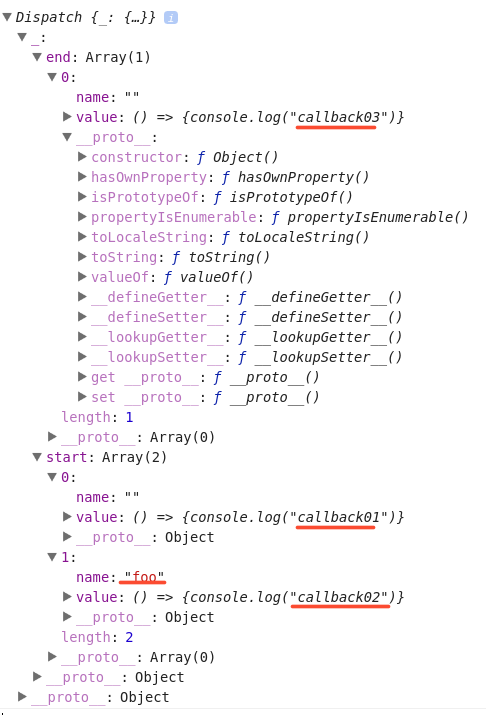 Dispatch {_: {…}} i
_:
end: Array(1)
0:
name: ""
value: () => {console.log("callback03")}
__proto__:
constructor: ƒ Object()
hasOwnProperty: ƒ hasOwnProperty()
isPrototypeOf: ƒ isPrototypeOf()
propertyIsEnumerable: ƒ propertyIsEnumerable()
toLocaleString: ƒ toLocaleString()
toString: ƒ toString()
valueOf: ƒ valueOf()
__defineGetter__: ƒ __defineGetter__()
__defineSetter__: ƒ __defineSetter__()
__lookupGetter__: ƒ __lookupGetter__()
__lookupSetter__: ƒ __lookupSetter__()
get __proto__: ƒ __proto__()
set __proto__: ƒ __proto__()
length: 1
__proto__: Array(0)
start: Array(2)
0:
name: ""
value: () => {console.log("callback01")}
__proto__: Object
1:
name: "foo"
value: () => {console.log("callback02")}
__proto__: Object
length: 2
__proto__: Array(0)
__proto__: Object
__proto__: Object